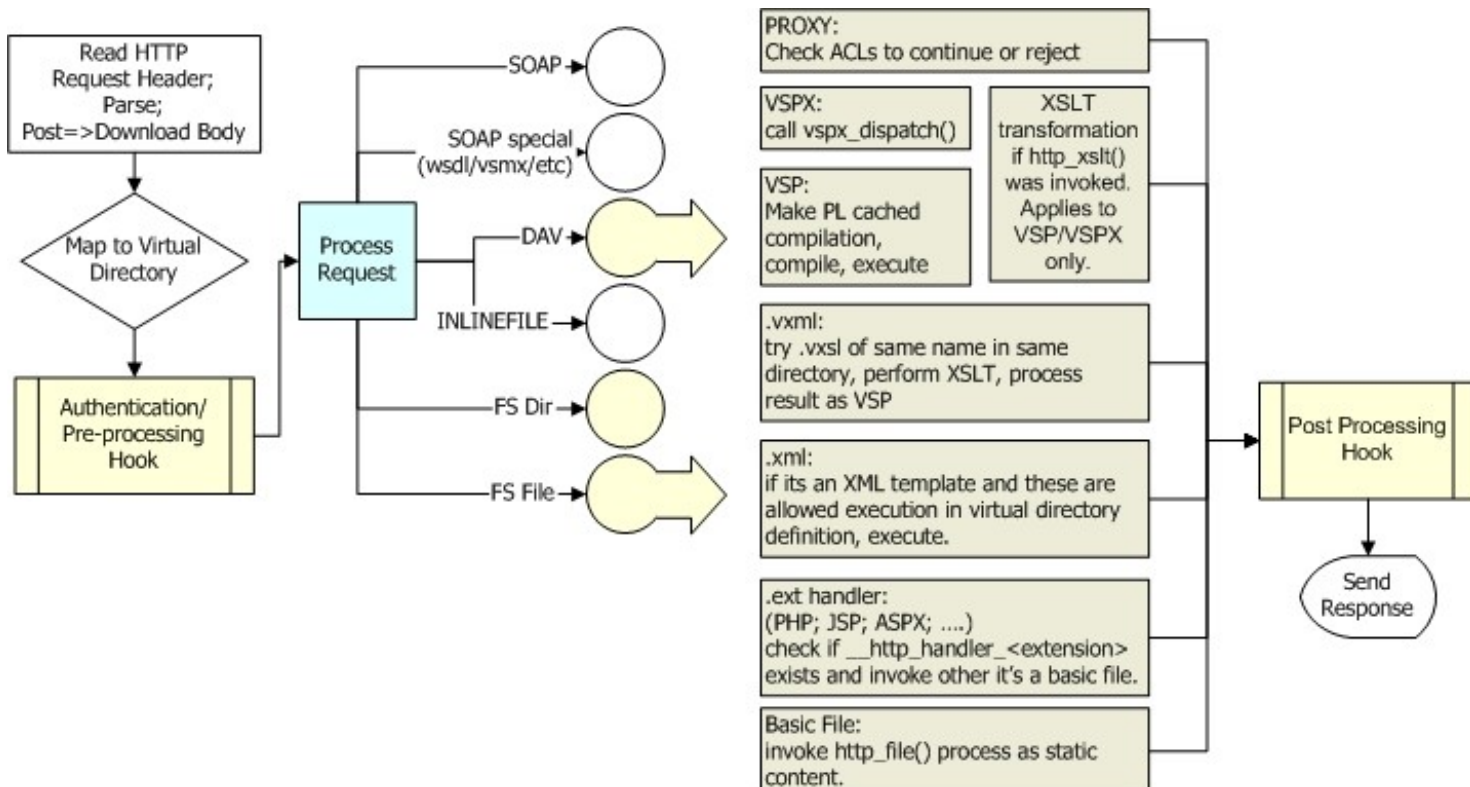 Read HTTP
Request Header;
Parse;
Post=>Download Body
Map to Virtual
Directory
Authentication/
Pre-processing
Hook
Process
Request
SOAP
SOAP special
(wsdl/vsmx/etc)
DAV
INLINEFILE
FS Dir
FS File
PROXY:
Check ACLs to continue or reject
VSPX:
call vspx_dispatch()
VSP:
Make PL cached
compilation,
compile, execute
XSLT
transformation
if http_xslt()
was invoked.
Applies to
VSP/VSPX
only.
.vxml:
try .vxsl of same name in same
directory, perform XSLT, process
result as VSP
.xml:
if its an XML template and these are
allowed execution in virtual directory
definition, execute.
.ext handler:
(PHP; JSP; ASPX; ....)
check if __http_handler_<extension>
exists and invoke other it's a basic file.
Basic File:
invoke http_file() process as static
content.
Post Processing
Hook
Send
Response